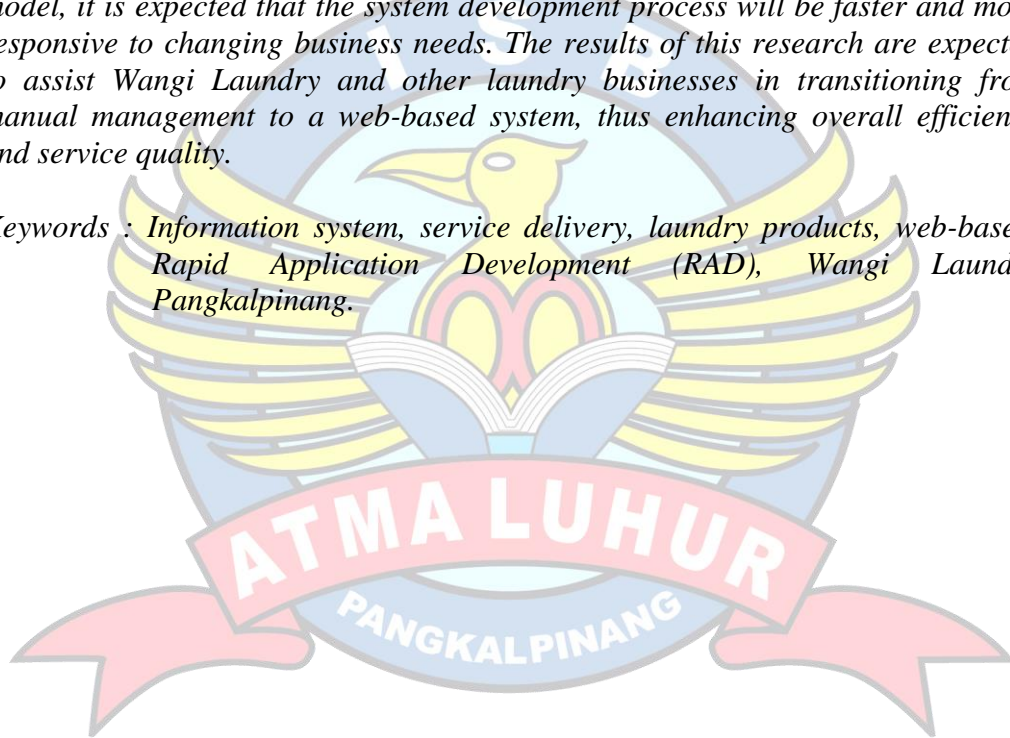 model, it is expected that the system development process will be faster and mo
responsive to changing business needs. The results of this research are expect
o assist Wangi Laundry and other laundry businesses in transitioning fro
manual management to a web-based system, thus enhancing overall efficien
and service quality.
Keywords : Information system, service delivery, laundry products, web-base
Rapid Application Development (RAD), Wangi Laund
Pangkalpinang.
I S B
ATMA LUHUR
PANGKALPINANG